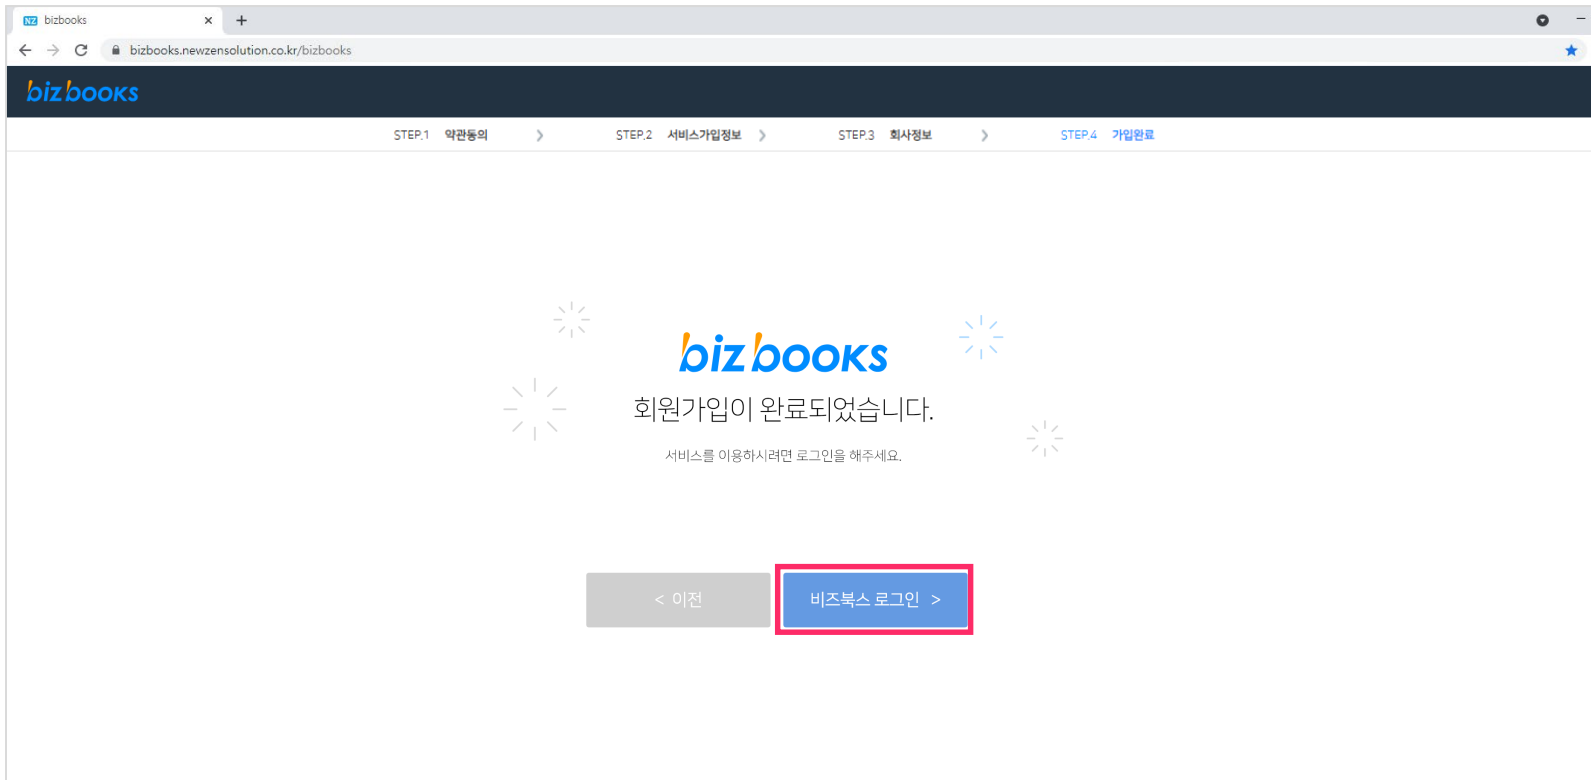 NZ bizbooks
bizbooks.newzensolution.co.kr/bizbooks
bizbooks
STEP.1 약관동의 STEP.2 서비스가입정보 STEP.3 회사정보 STEP.4 가입완료
bizbooks
회원가입이 완료되었습니다.
서비스를 이용하시려면 로그인을 해주세요.
< 이전 비즈북스 로그인 >